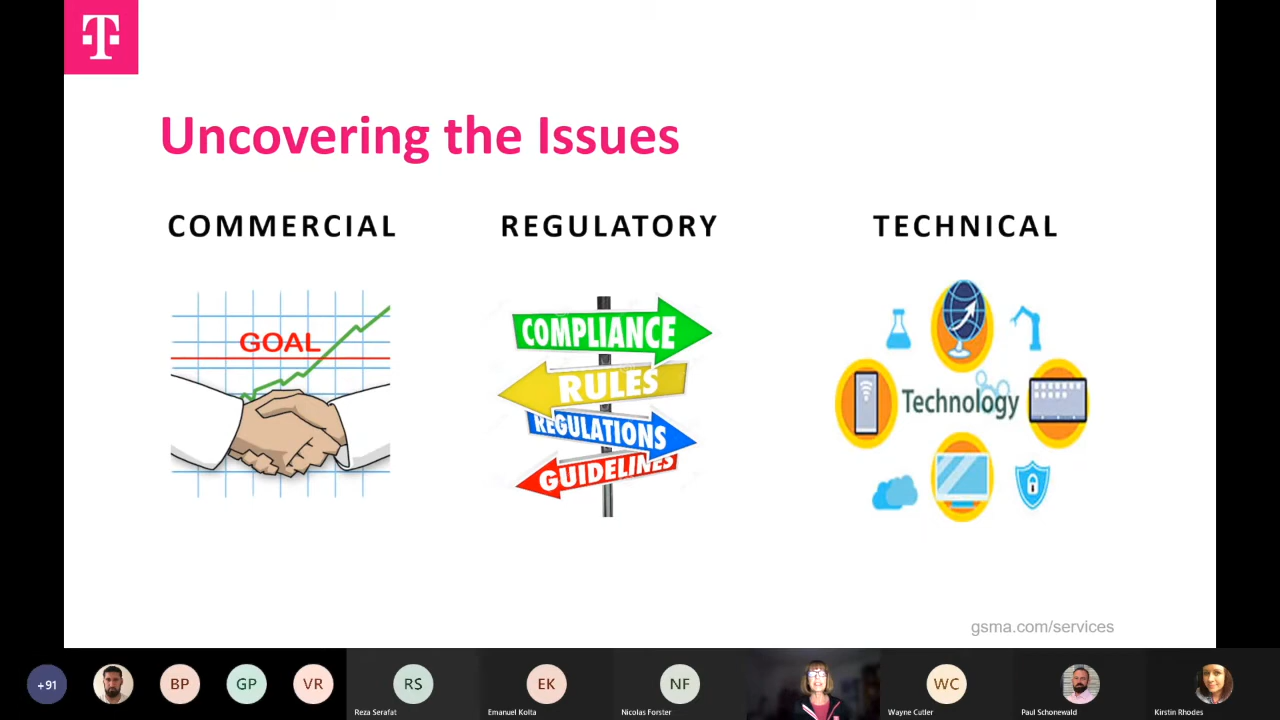 T
Uncovering the Issues
COMMERCIAL
REGULATORY
TECHNICAL
GOAL
COMPLIANCE
RULES
REGULATIONS
GUIDELINES
Technology
gsma.com/services
+91
BP
GP
VR
RS
EK
NF
WC
Reza Serafat
Emanuel Kolta
Nicolas Forster
Wayne Cutler
Paul Schonewald
Kirstin Rhodes